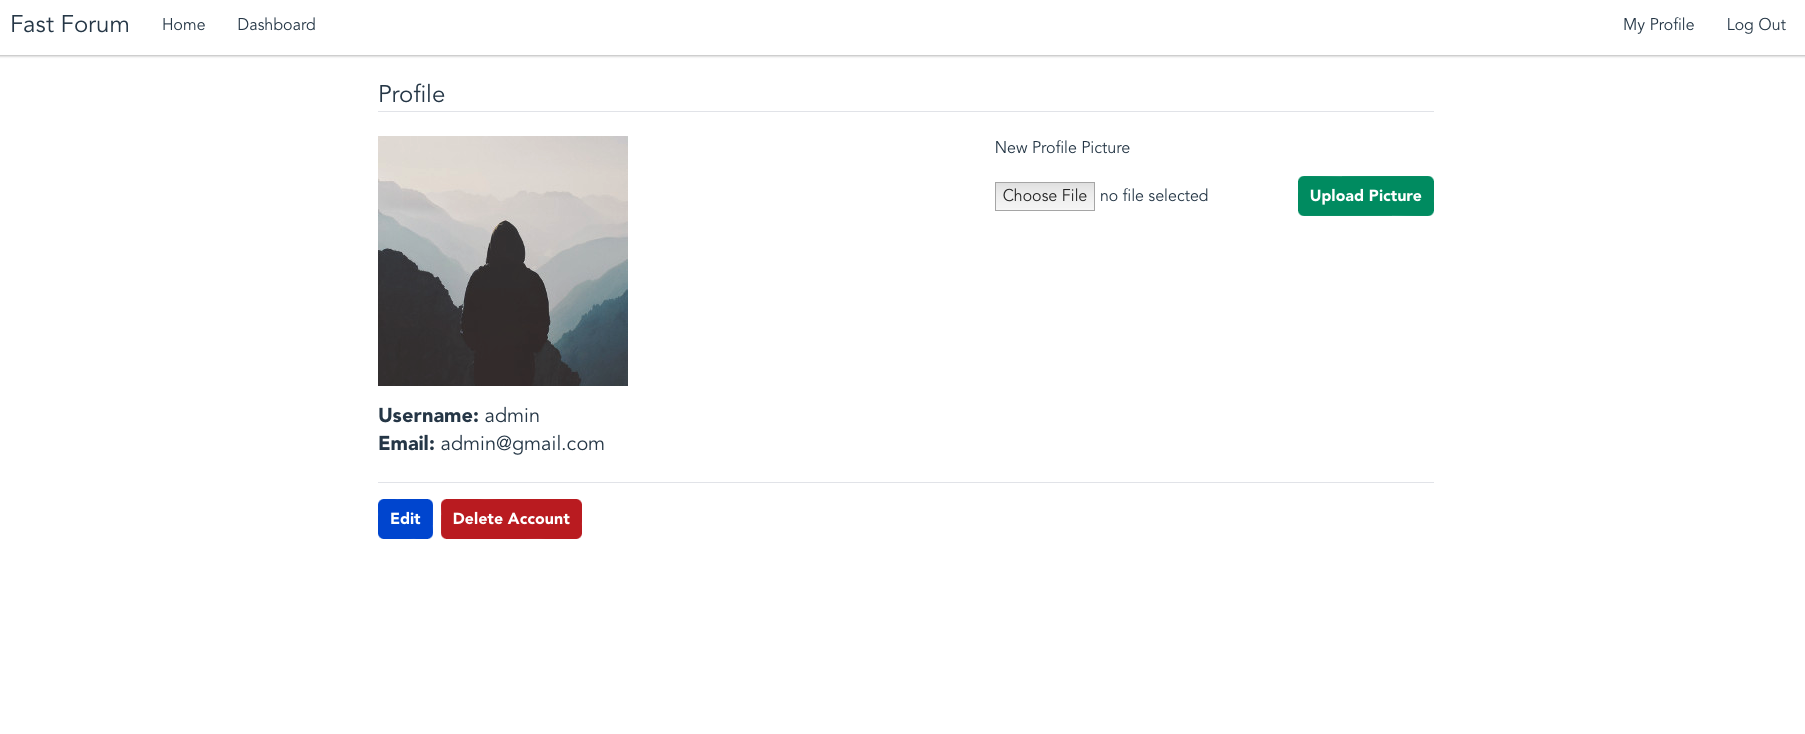 Fast Forum Home Dashboard My Profile Log Out
Profile
New Profile Picture
Choose File no file selected Upload Picture
Username: admin
Email: admin@gmail.com
Edit Delete Account